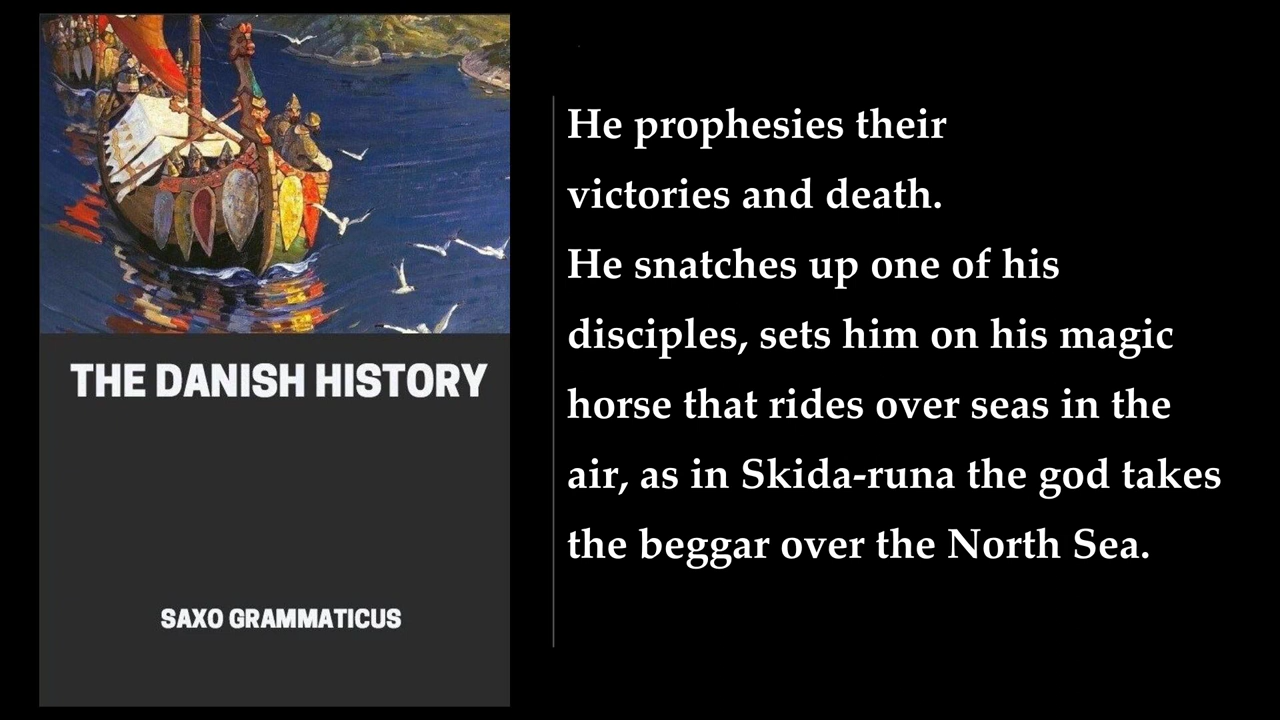 THE DANISH HISTORY
SAXO GRAMMATICUS
He prophesies their
victories and death.
He snatches up one of his
disciples, sets him on his magic
horse that rides over seas in the
air, as in Skida-runa the god takes
the beggar over the North Sea.